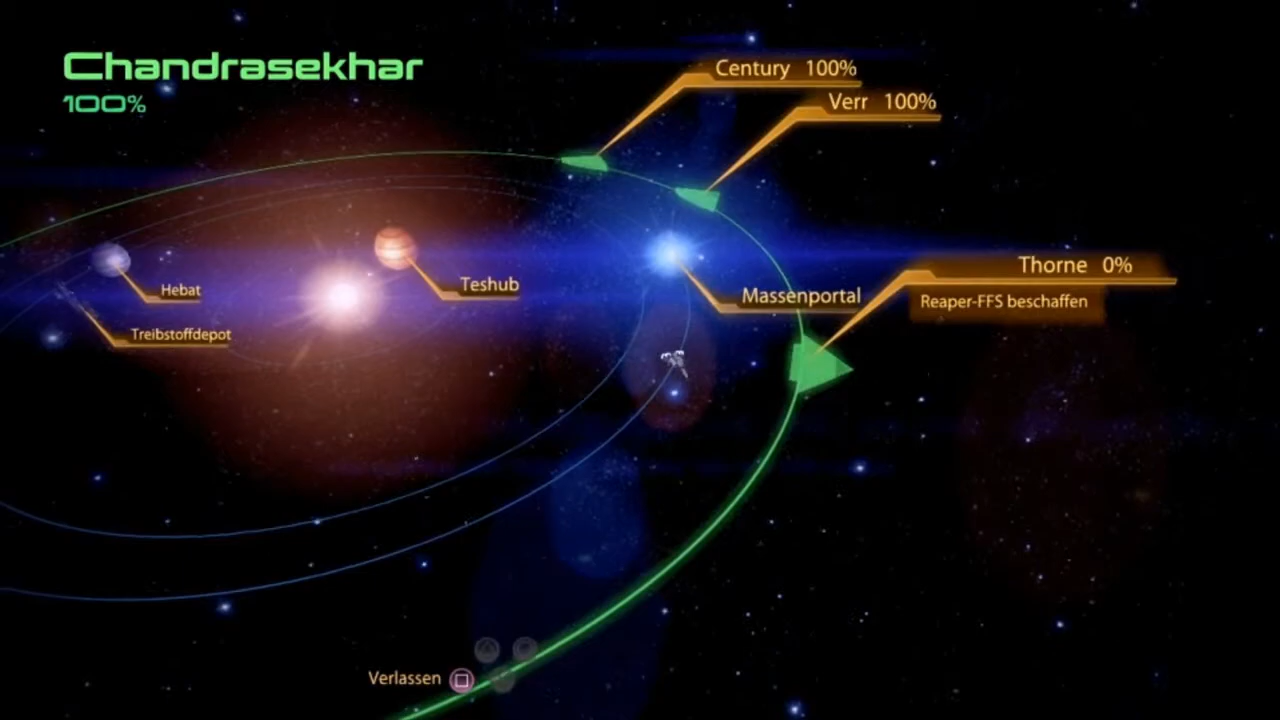 Chandrasekhar
100%
Century 100%
Verr 100%
Thorne 0%
Reaper-FFS beschaffen
Hebat
Teshub
Massenportal
Treibstoffdepot
Verlassen